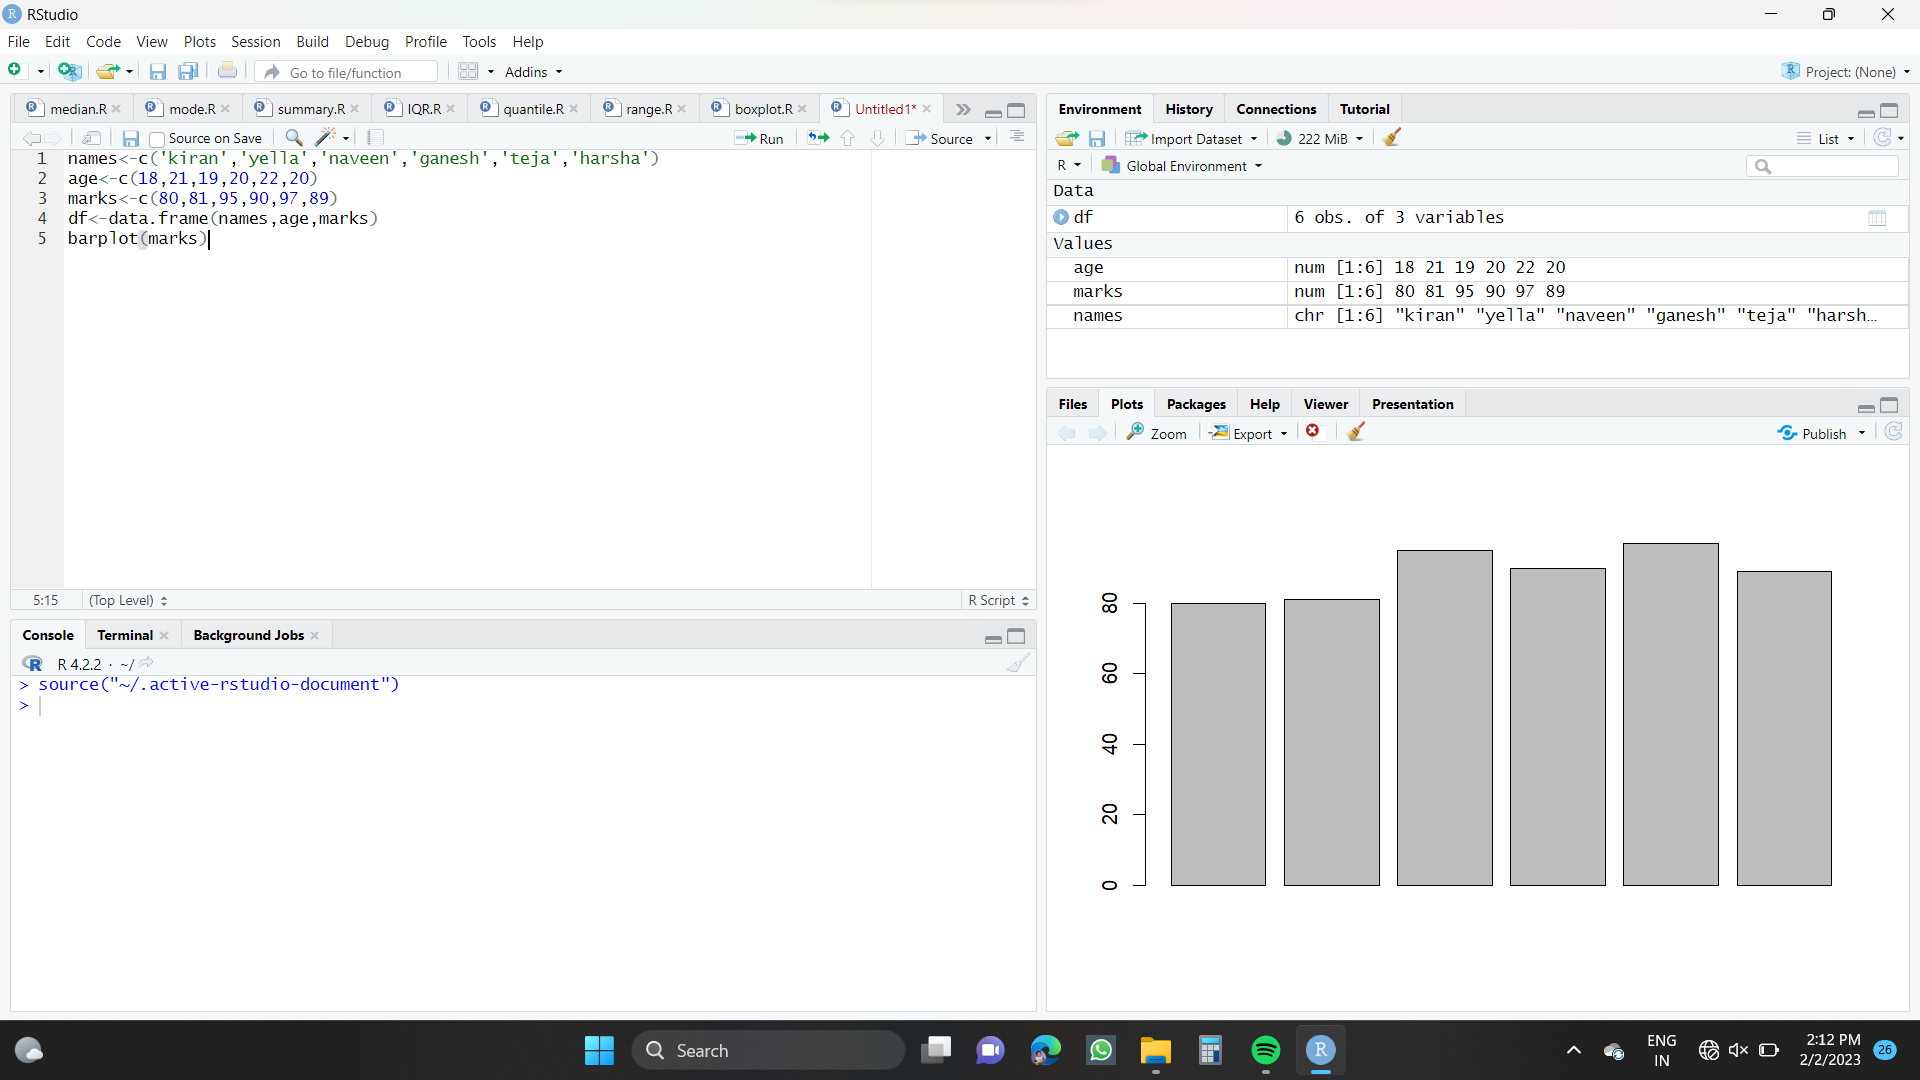 RStudio
File Edit Code View Plots Session Build Debug Profile Tools Help
Go to file/function Addins Project: (None)
median.R mode.R summary.R IQR.R quantile.R range.R boxplot.R Untitled1*
Source on Save Run Source
1 names<-c('kiran','yella','naveen','ganesh','teja','harsha')
2 age<-c(18,21,19,20,22,20)
3 marks<-c(80,81,95,90,97,89)
4 df<-data.frame(names,age,marks)
5 barplot(marks)
5:15 (Top Level) R Script
Console Terminal Background Jobs
R R 4.2.2 · ~/
> source("~/.active-rstudio-document")
>
Environment History Connections Tutorial
Import Dataset 222 MiB List
R Global Environment
Data
df 6 obs. of 3 variables
Values
age num [1:6] 18 21 19 20 22 20
marks num [1:6] 80 81 95 90 97 89
names chr [1:6] "kiran" "yella" "naveen" "ganesh" "teja" "harsh…
Files Plots Packages Help Viewer Presentation
Zoom Export Publish
80
60
40
20
0
Search
ENG
IN
2:12 PM
2/2/2023
26